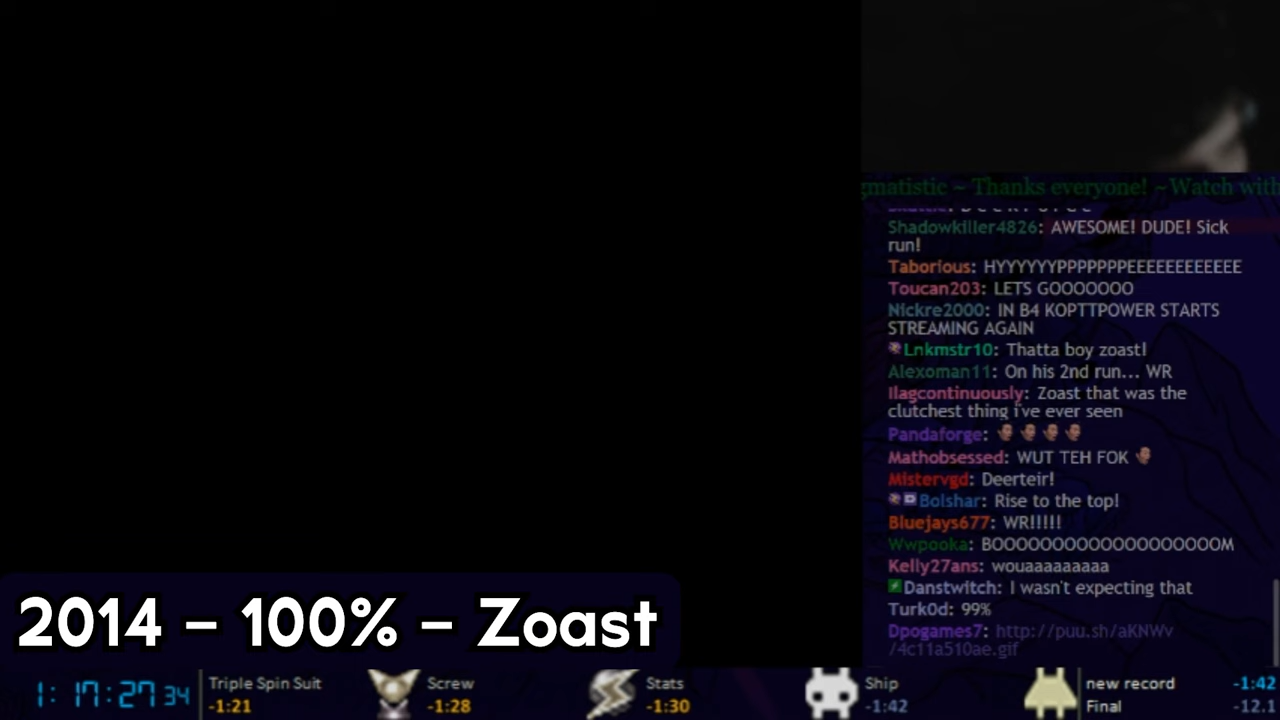 gmatistic ~ Thanks everyone! ~Watch with
Shadowkiller4826: AWESOME! DUDE! Sick
run!
Taborious: HYYYYYYPPPPPPPEEEEEEEEEEEE
Toucan203: LETS GOOOOOOO
Nickre2000: IN B4 KOPTTPOWER STARTS
STREAMING AGAIN
Lnkmstr10: Thatta boy zoast!
Alexoman11: On his 2nd run... WR
Ilagcontinuously: Zoast that was the
clutchest thing i've ever seen
Pandaforge:
Mathobsessed: WUT TEH FOK
Mistervgd: Deerteir!
Bolshar: Rise to the top!
Bluejays677: WR!!!!!
Wwpooka: BOOOOOOOOOOOOOOOOOOOM
Kelly27ans: wouaaaaaaaaa
Danstwitch: I wasn't expecting that
Turk0d: 99%
Dpogames7: http://puu.sh/aKNWv
/4c11a510ae.gif
2014 – 100% – Zoast
1:17:27 34
Triple Spin Suit
-1:21
Screw
-1:28
Stats
-1:30
Ship
-1:42
new record -1:42
Final -12.1